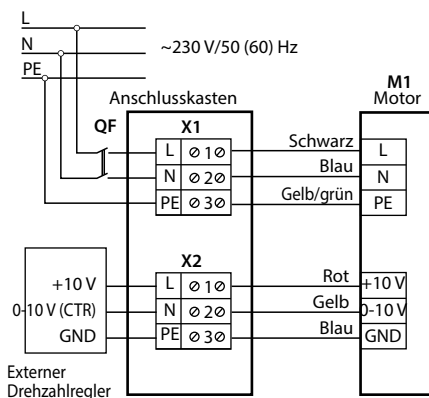 L
N
~230 V/50 (60) Hz
PE
M1
Motor
Anschlusskasten
QF
X1
L 1 Schwarz L
N 2 Blau N
PE 3 Gelb/grün PE
X2
+10 V L 1 Rot +10 V
0-10 V (CTR) N 2 Gelb 0-10 V
GND PE 3 Blau GND
Externer
Drehzahlregler